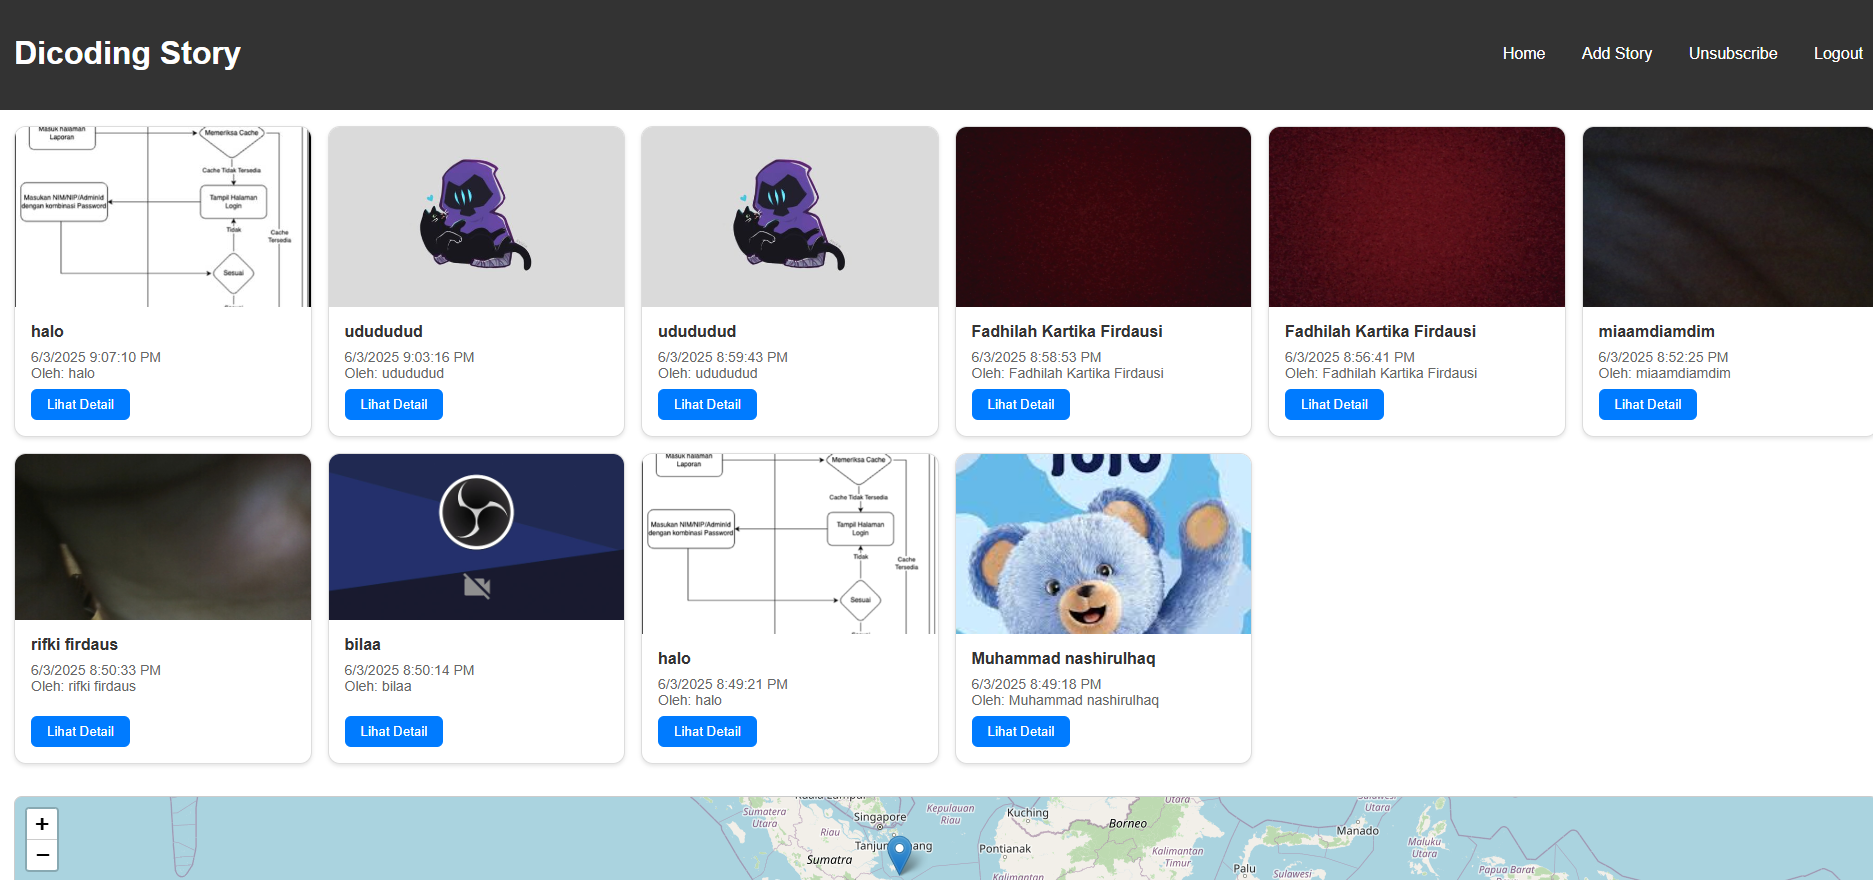 Dicoding Story
Home
Add Story
Unsubscribe
Logout
Masuk halaman
Laporan
Memeriksa Cache
Cache Tidak Tersedia
Masukan NIM/NIP/AdminId
dengan kombinasi Password
Tampil Halaman
Login
Tidak
Cache
Tersedia
Sesuai
halo
6/3/2025 9:07:10 PM
Oleh: halo
Lihat Detail
udududud
6/3/2025 9:03:16 PM
Oleh: udududud
Lihat Detail
udududud
6/3/2025 8:59:43 PM
Oleh: udududud
Lihat Detail
Fadhilah Kartika Firdausi
6/3/2025 8:58:53 PM
Oleh: Fadhilah Kartika Firdausi
Lihat Detail
Fadhilah Kartika Firdausi
6/3/2025 8:56:41 PM
Oleh: Fadhilah Kartika Firdausi
Lihat Detail
miaamdiamdim
6/3/2025 8:52:25 PM
Oleh: miaamdiamdim
Lihat Detail
rifki firdaus
6/3/2025 8:50:33 PM
Oleh: rifki firdaus
Lihat Detail
bilaa
6/3/2025 8:50:14 PM
Oleh: bilaa
Lihat Detail
Masuk halaman
Laporan
Memeriksa Cache
Cache Tidak Tersedia
Masukan NIM/NIP/AdminId
dengan kombinasi Password
Tampil Halaman
Login
Tidak
Cache
Tersedia
Sesuai
halo
6/3/2025 8:49:21 PM
Oleh: halo
Lihat Detail
Muhammad nashirulhaq
6/3/2025 8:49:18 PM
Oleh: Muhammad nashirulhaq
Lihat Detail
+
−
Kuala Lumpur
Sumatera
Utara
Singapore
Kepulauan
Riau
Riau
Sumatra
Kuching
Pontianak
Borneo
Utara
Kalimantan
Timur
Kalimantan
Palu
Sulawesi
Utara
Manado
Sulawesi
Maluku
Utara
Papua Barat